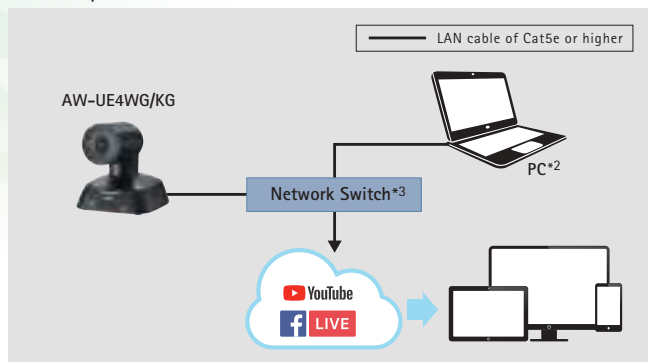 LAN cable of Cat5e or higher
AW-UE4WG/KG
PC*2
Network Switch*3
YouTube
f LIVE